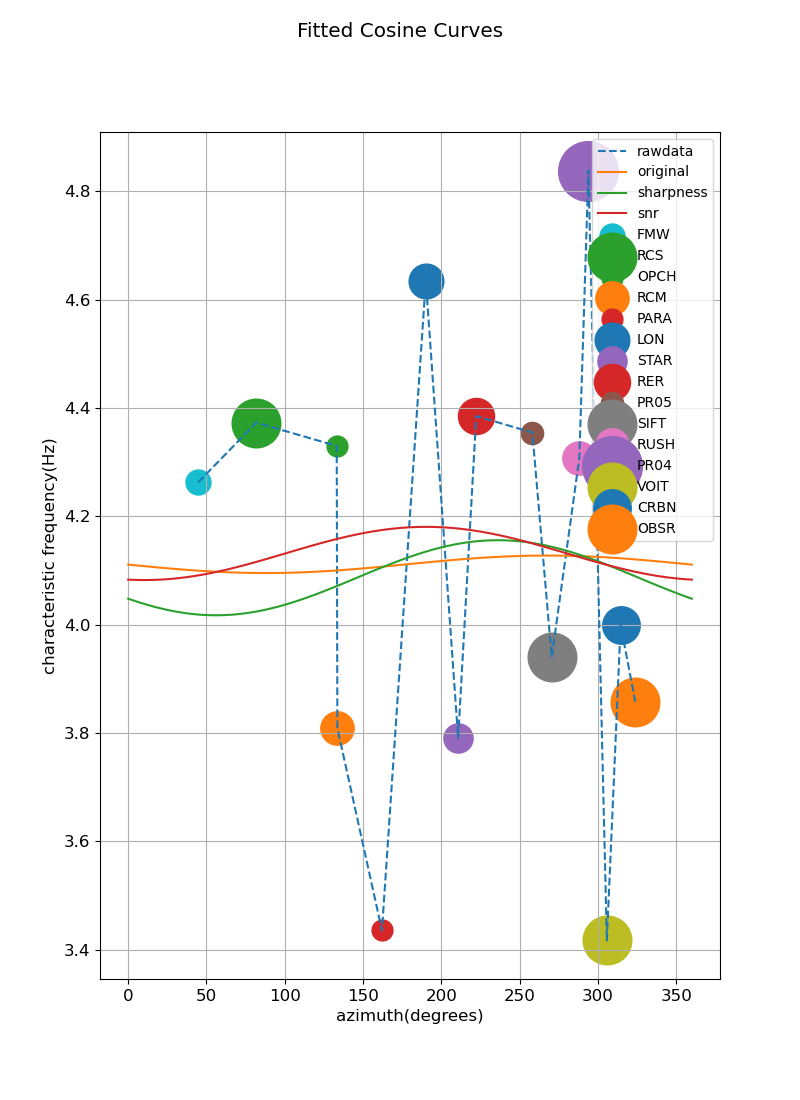 Fitted Cosine Curves
rawdata
original
sharpness
snr
FMW
RCS
OPCH
RCM
PARA
LON
STAR
RER
PR05
SIFT
RUSH
PR04
VOIT
CRBN
OBSR
4.8
4.6
4.4
4.2
4.0
3.8
3.6
3.4
characteristic frequency(Hz)
0 50 100 150 200 250 300 350
azimuth(degrees)